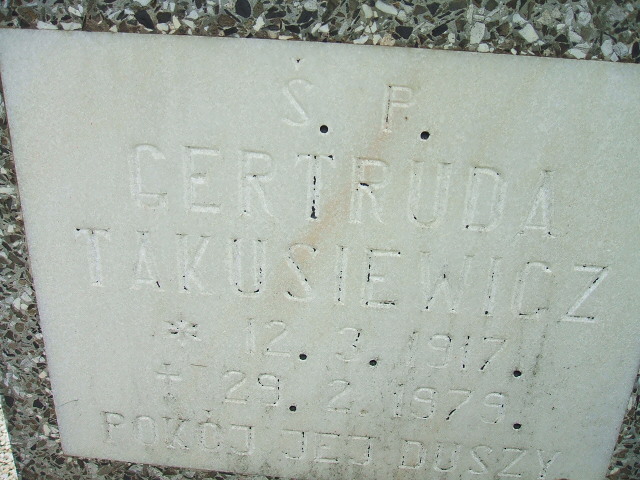 Ś. P.
GERTRUDA
TAKUSIEWICZ
* 12. 3. 1917.
† 29. 2. 1979.
POKÓJ JEJ DUSZY